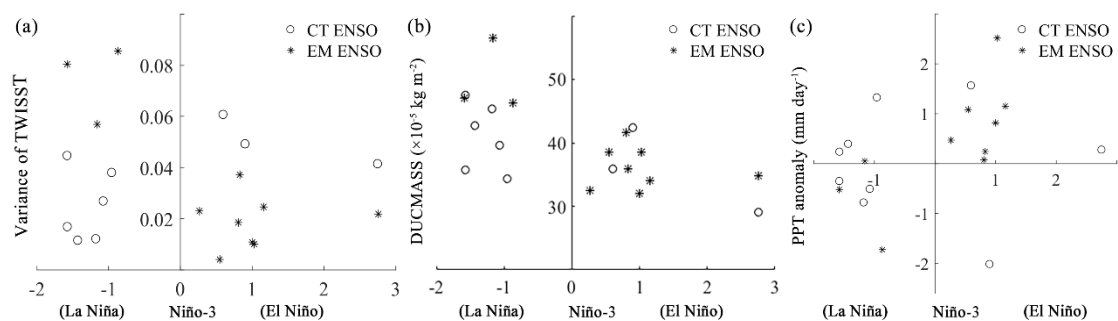 (a)
CT ENSO
EM ENSO
Variance of TWISST
0.08
0.06
0.04
0.02
-2
-1
0
1
2
3
(La Niña)
Niño-3
(El Niño)
(b)
CT ENSO
EM ENSO
DUCMASS (×10⁻⁵ kg m⁻²)
50
40
30
-2
-1
0
1
2
3
(La Niña)
Niño-3
(El Niño)
(c)
CT ENSO
EM ENSO
PPT anomaly (mm day⁻¹)
2
1
-1
-2
-1
0
1
2
(La Niña)
Niño-3
(El Niño)